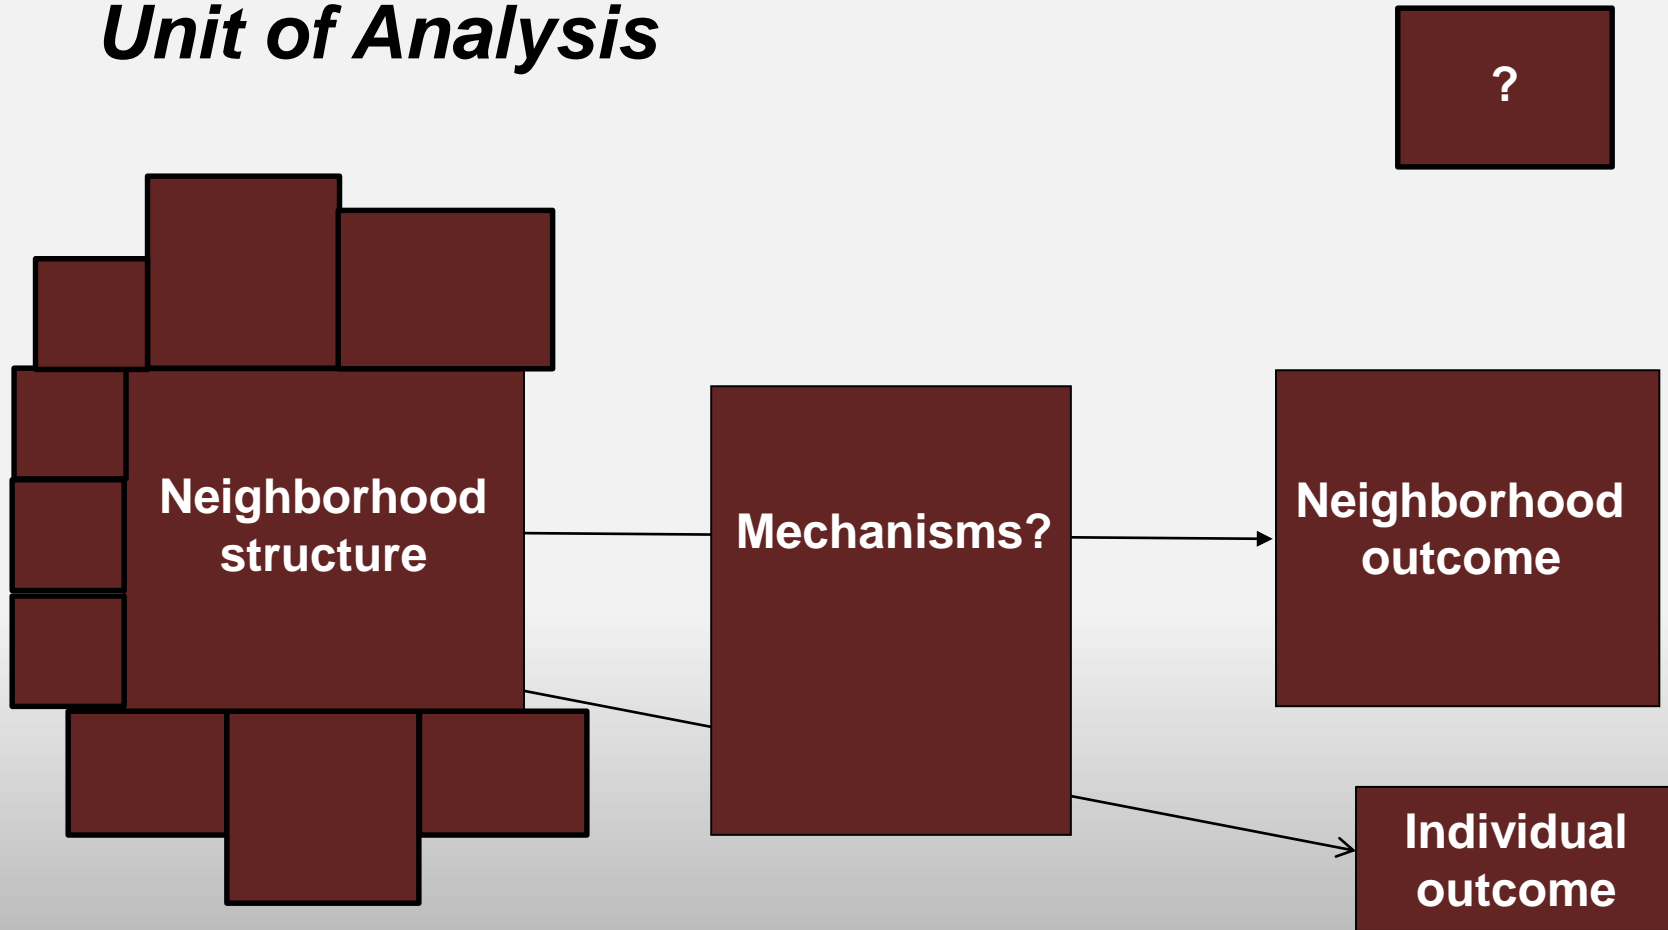 Unit of Analysis
?
Neighborhood
structure
Mechanisms?
Neighborhood
outcome
Individual
outcome